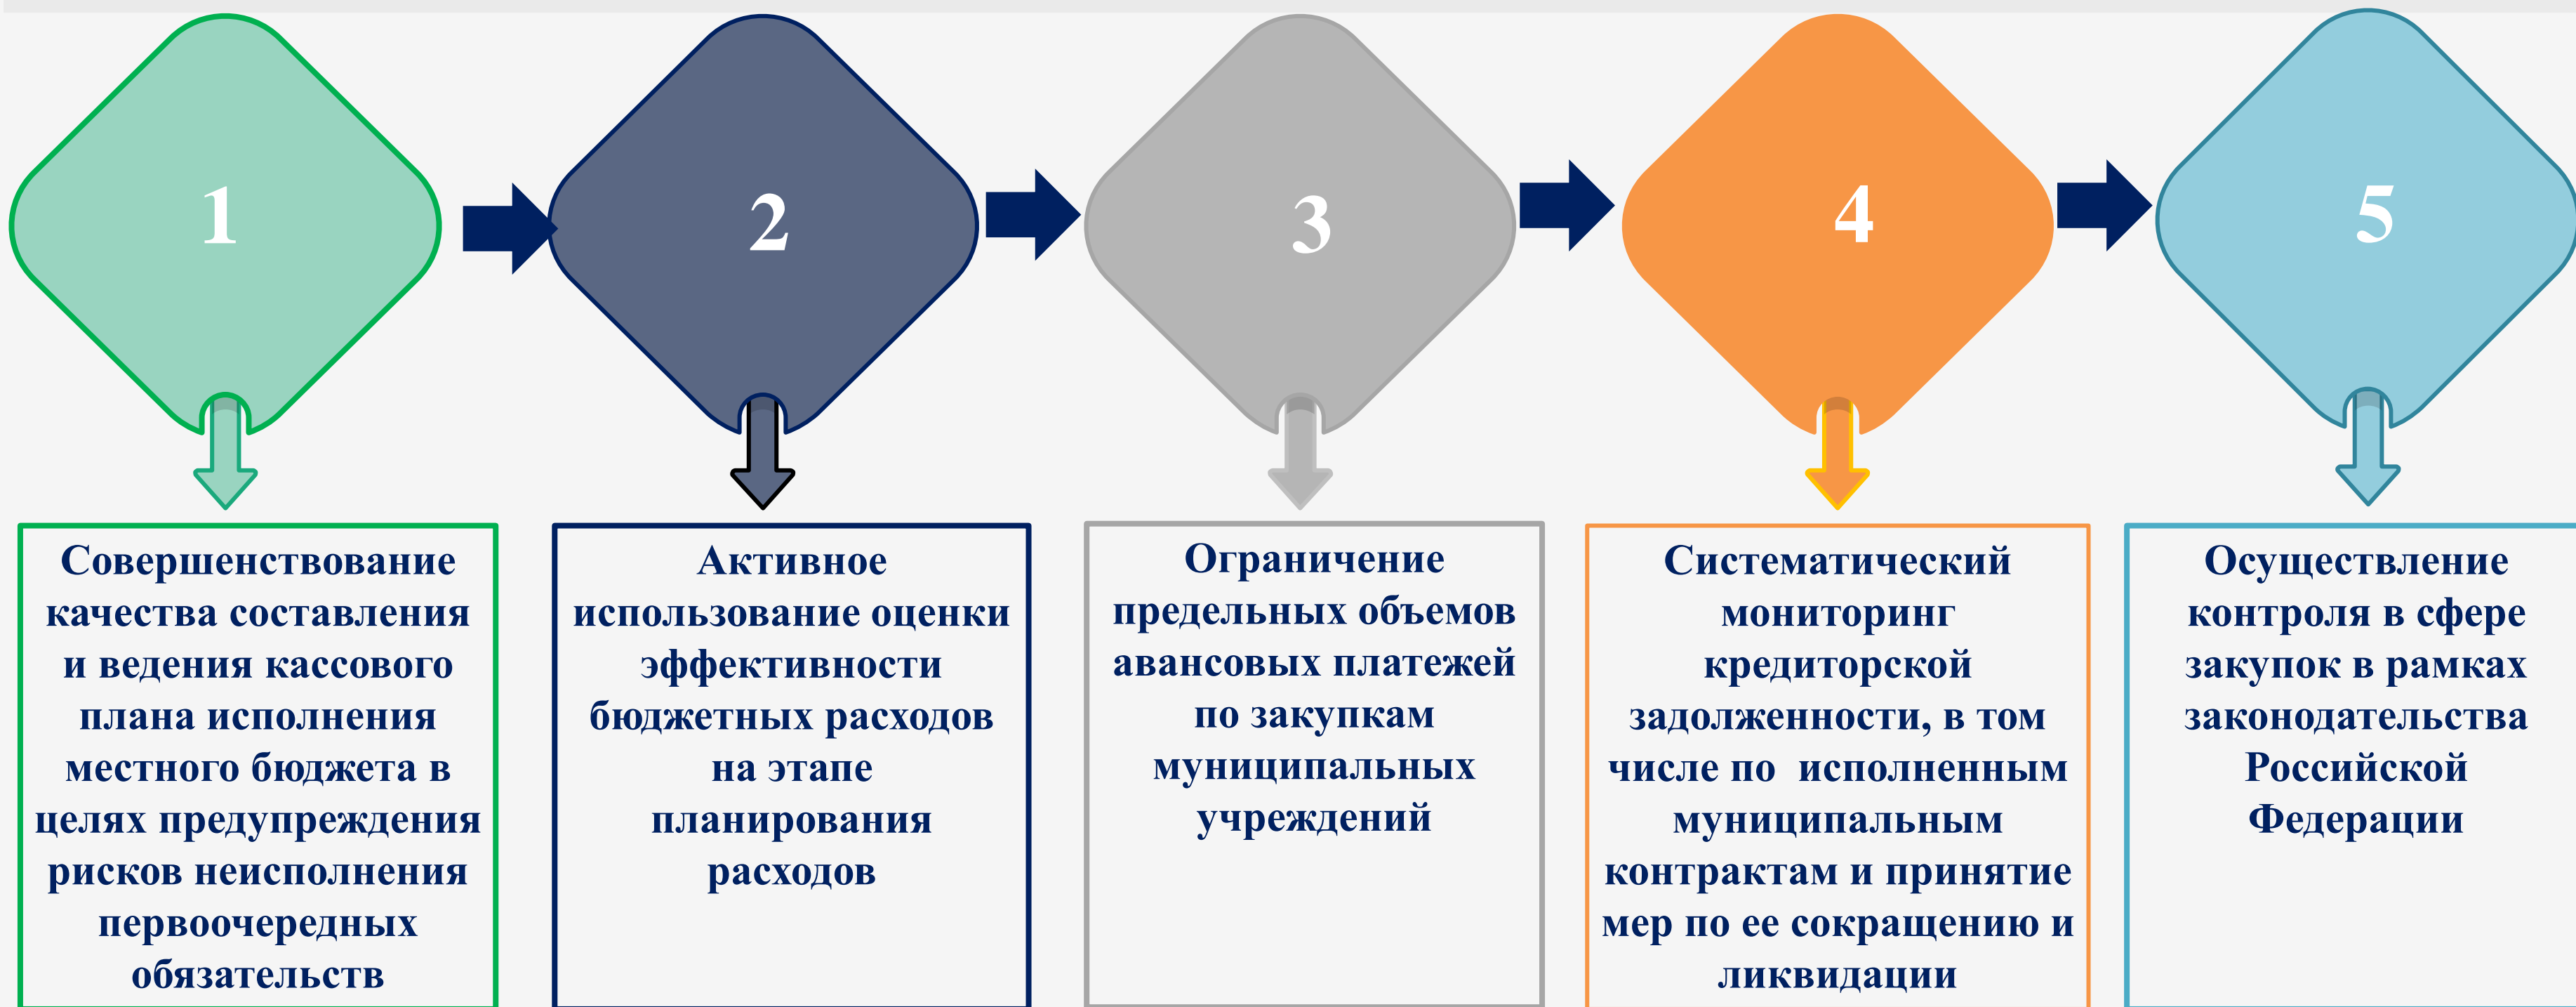 1
2
3
4
5
Совершенствование
качества составления
и ведения кассового
плана исполнения
местного бюджета в
целях предупреждения
рисков неисполнения
первоочередных
обязательств
Активное
использование оценки
эффективности
бюджетных расходов
на этапе
планирования
расходов
Ограничение
предельных объемов
авансовых платежей
по закупкам
муниципальных
учреждений
Систематический
мониторинг
кредиторской
задолженности, в том
числе по  исполненным
муниципальным
контрактам и принятие
мер по ее сокращению и
ликвидации
Осуществление
контроля в сфере
закупок в рамках
законодательства
Российской
Федерации